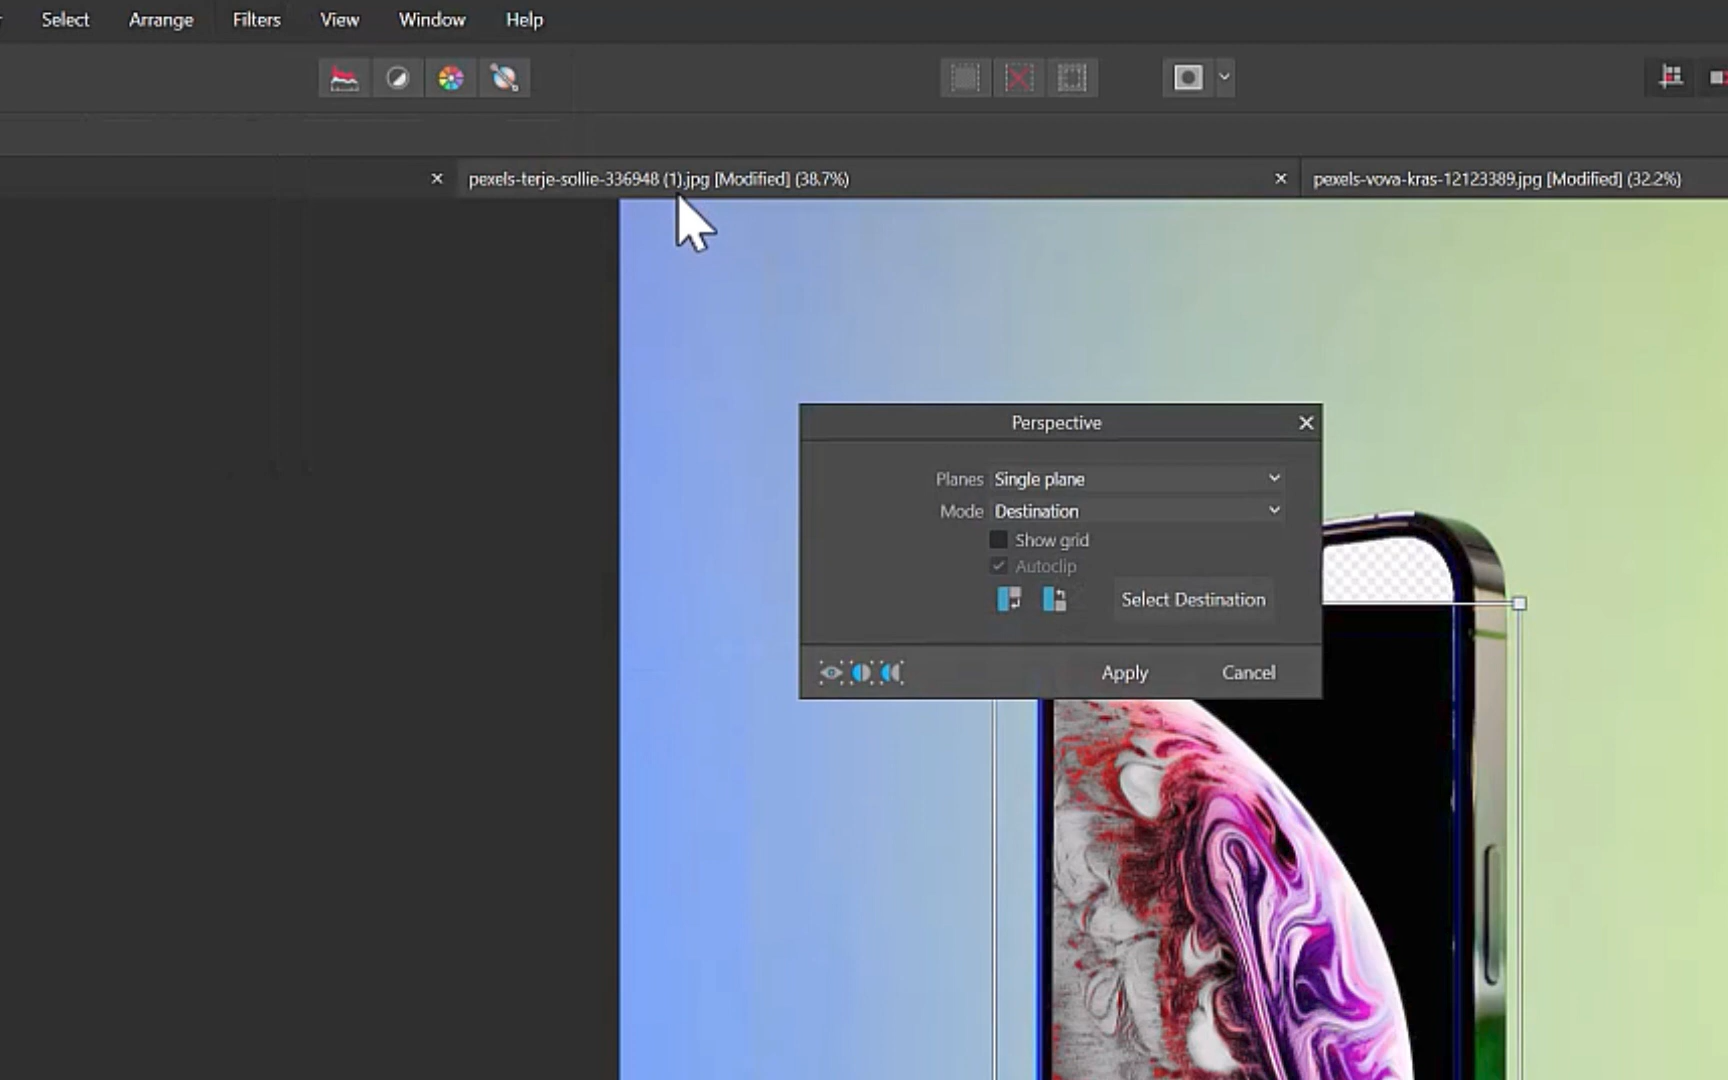 Select Arrange Filters View Window Help
pexels-terje-sollie-336948 (1).jpg [Modified] (38.7%)
pexels-vova-kras-12123389.jpg [Modified] (32.2%)
Perspective
Planes Single plane
Mode Destination
Show grid
Autoclip
Select Destination
Apply Cancel